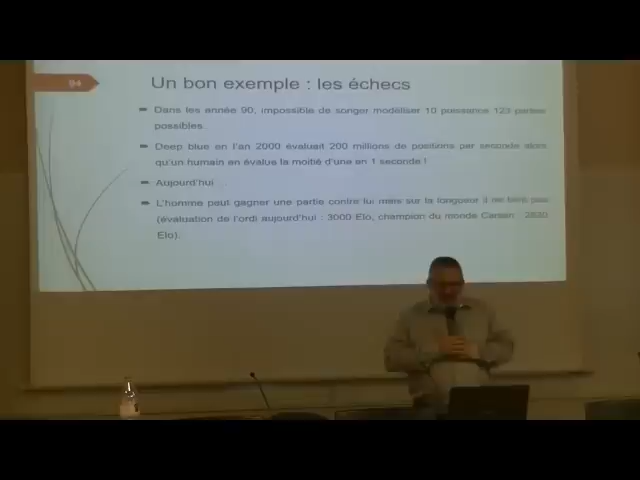 94
Un bon exemple : les échecs
Dans les année 90, impossible de songer modéliser 10 puissance 123 parties
possibles.
Deep blue en l'an 2000 évaluait 200 millions de positions par seconde alors
qu'un humain en évalue la moitié d'une en 1 seconde !
Aujourd'hui ...
L'homme peut gagner une partie contre lui mais sur la longueur il ne tient pas
(évaluation de l'ordi aujourd'hui : 3000 Elo, champion du monde Carlsen : 2820
Elo).